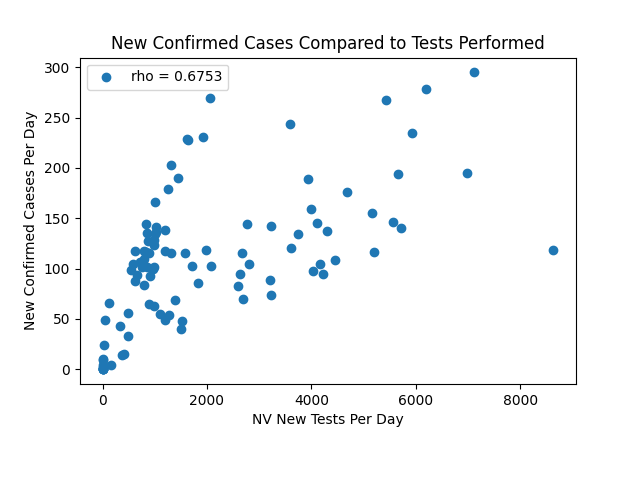 New Confirmed Cases Compared to Tests Performed
rho = 0.6753
New Confirmed Caeses Per Day
300
250
200
150
100
50
0
0 2000 4000 6000 8000
NV New Tests Per Day